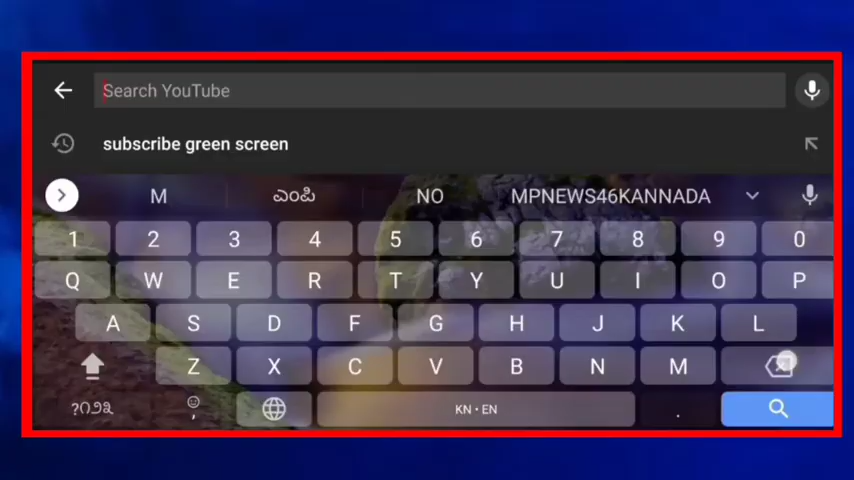 Search YouTube
subscribe green screen
M ಎಂಪಿ NO MPNEWS46KANNADA
1 2 3 4 5 6 7 8 9 0
Q W E R T Y U I O P
A S D F G H J K L
Z X C V B N M
?೧೨೩ , KN • EN .